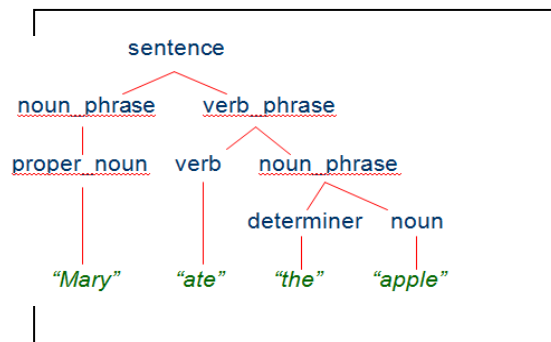 sentence
noun_phrase verb_phrase
proper_noun verb noun_phrase
determiner noun
“Mary” “ate” “the” “apple”